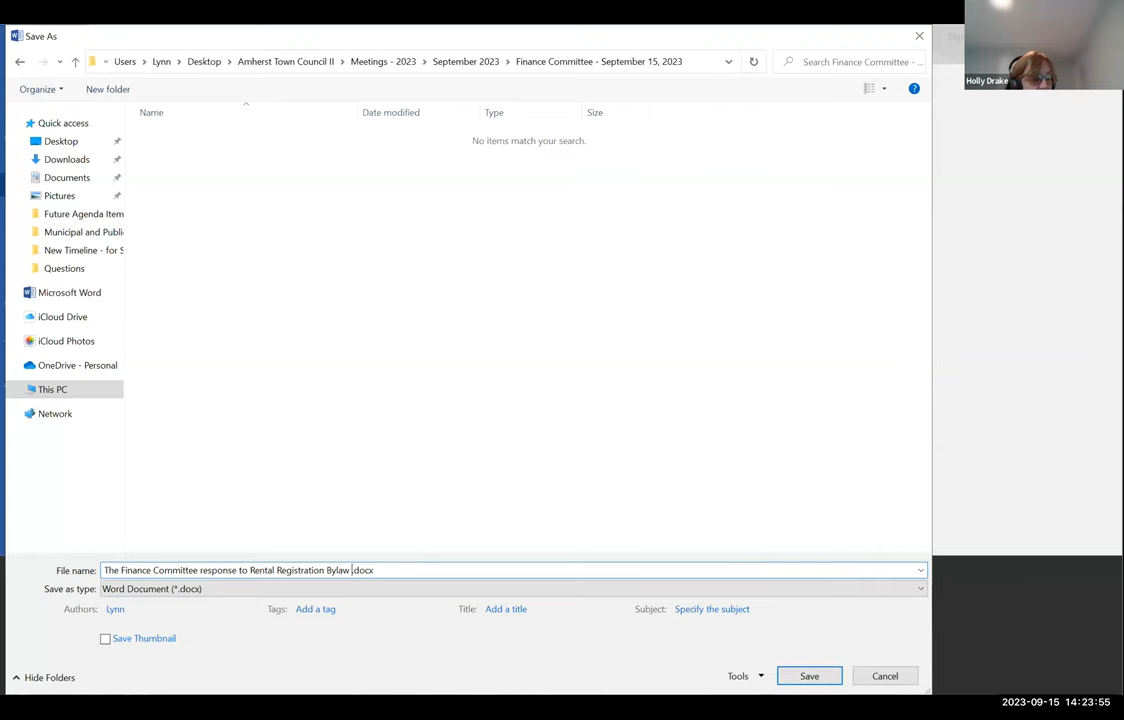 Save As
« Users > Lynn > Desktop > Amherst Town Council II > Meetings - 2023 > September 2023 > Finance Committee - September 15, 2023
Search Finance Committee - ...
Holly Drake
Organize
New folder
?
Name
Date modified
Type
Size
No items match your search.
Quick access
Desktop
Downloads
Documents
Pictures
Future Agenda Item
Municipal and Publi
New Timeline - for S
Questions
Microsoft Word
iCloud Drive
iCloud Photos
OneDrive - Personal
This PC
Network
File name: The Finance Committee response to Rental Registration Bylaw .docx
Save as type: Word Document (*.docx)
Authors: Lynn
Tags: Add a tag
Title: Add a title
Subject: Specify the subject
Save Thumbnail
Hide Folders
Tools
Save
Cancel
2023-09-15 14:23:55